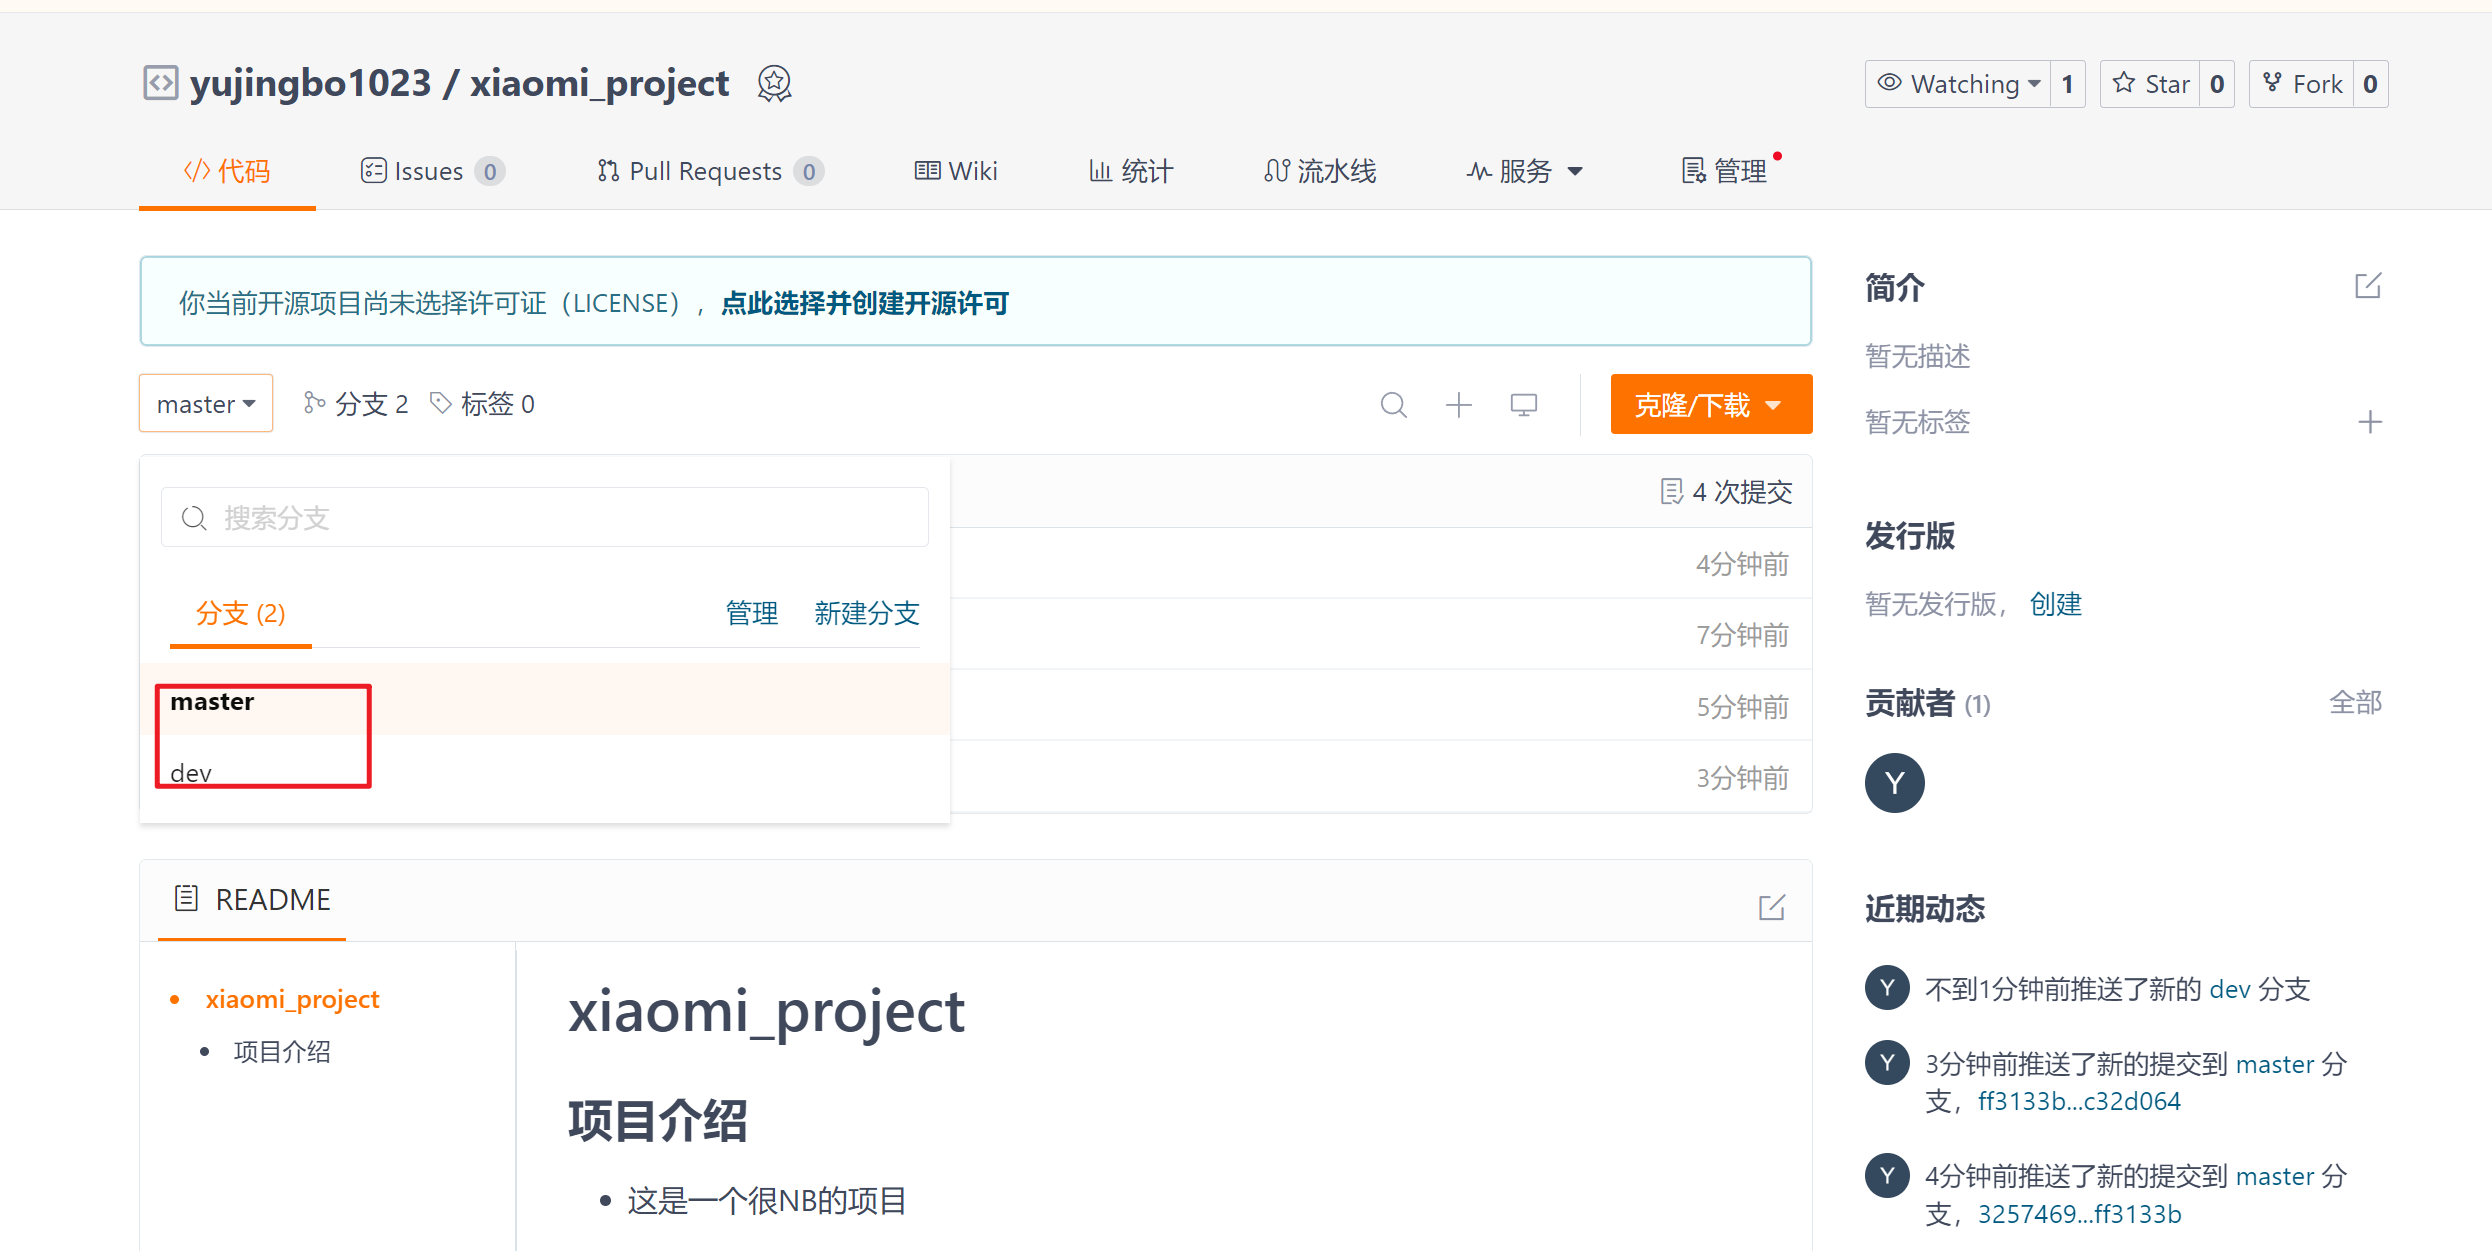 yujingbo1023 / xiaomi_project
Watching 1
Star 0
Fork 0
代码
Issues 0
Pull Requests 0
Wiki
统计
流水线
服务
管理
你当前开源项目尚未选择许可证（LICENSE），点此选择并创建开源许可
master
分支 2
标签 0
克隆/下载
搜索分支
分支 (2)
管理
新建分支
master
dev
4 次提交
4分钟前
7分钟前
5分钟前
3分钟前
README
xiaomi_project
项目介绍
xiaomi_project
项目介绍
这是一个很NB的项目
简介
暂无描述
暂无标签
发行版
暂无发行版，创建
贡献者 (1)
全部
Y
近期动态
Y
不到1分钟前推送了新的 dev 分支
Y
3分钟前推送了新的提交到 master 分
支，ff3133b...c32d064
Y
4分钟前推送了新的提交到 master 分
支，3257469...ff3133b